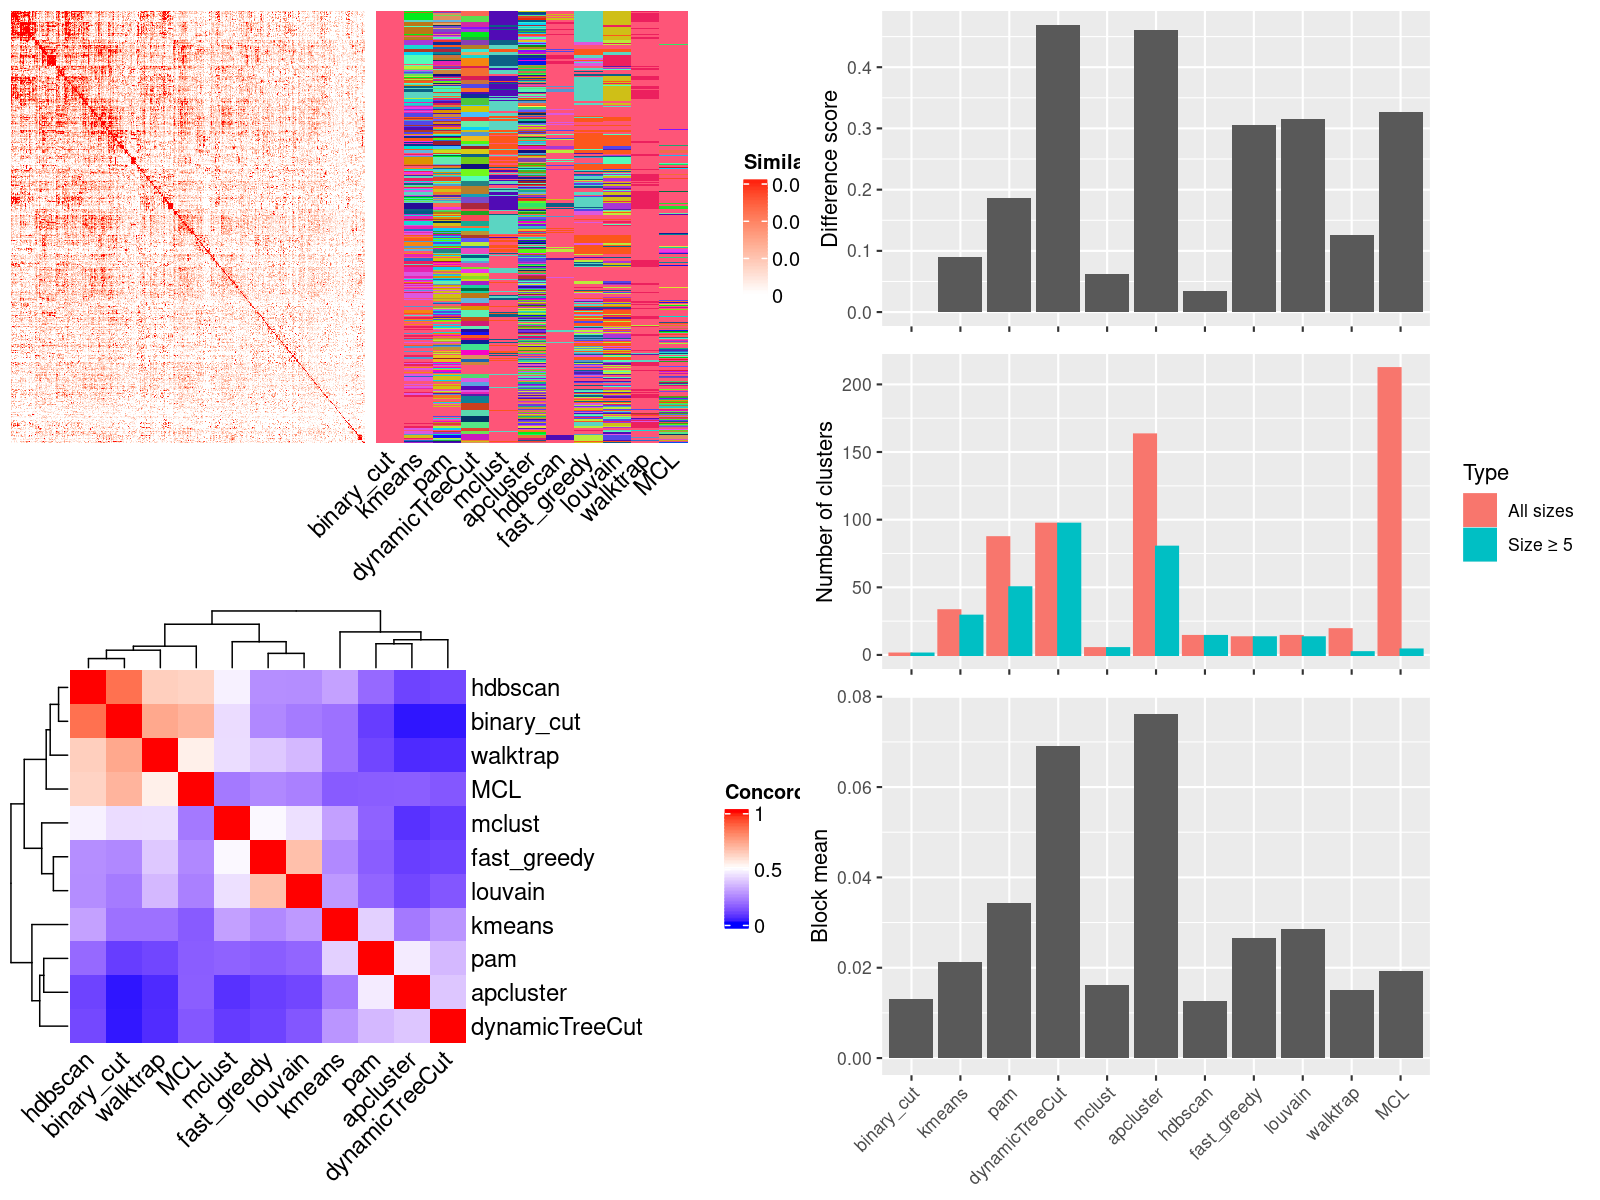 Simila
0.0
0.0
0.0
0
binary_cut
kmeans
pam
dynamicTreeCut
mclust
apcluster
hdbscan
fast_greedy
louvain
walktrap
MCL
hdbscan
binary_cut
walktrap
MCL
mclust
fast_greedy
louvain
kmeans
pam
apcluster
dynamicTreeCut
hdbscan
binary_cut
walktrap
MCL
mclust
fast_greedy
louvain
kmeans
pam
apcluster
dynamicTreeCut
Concord
1
0.5
0
Difference score
0.4
0.3
0.2
0.1
0.0
Number of clusters
200
150
100
50
0
Type
All sizes
Size ≥ 5
Block mean
0.08
0.06
0.04
0.02
0.00
binary_cut
kmeans
pam
dynamicTreeCut
mclust
apcluster
hdbscan
fast_greedy
louvain
walktrap
MCL